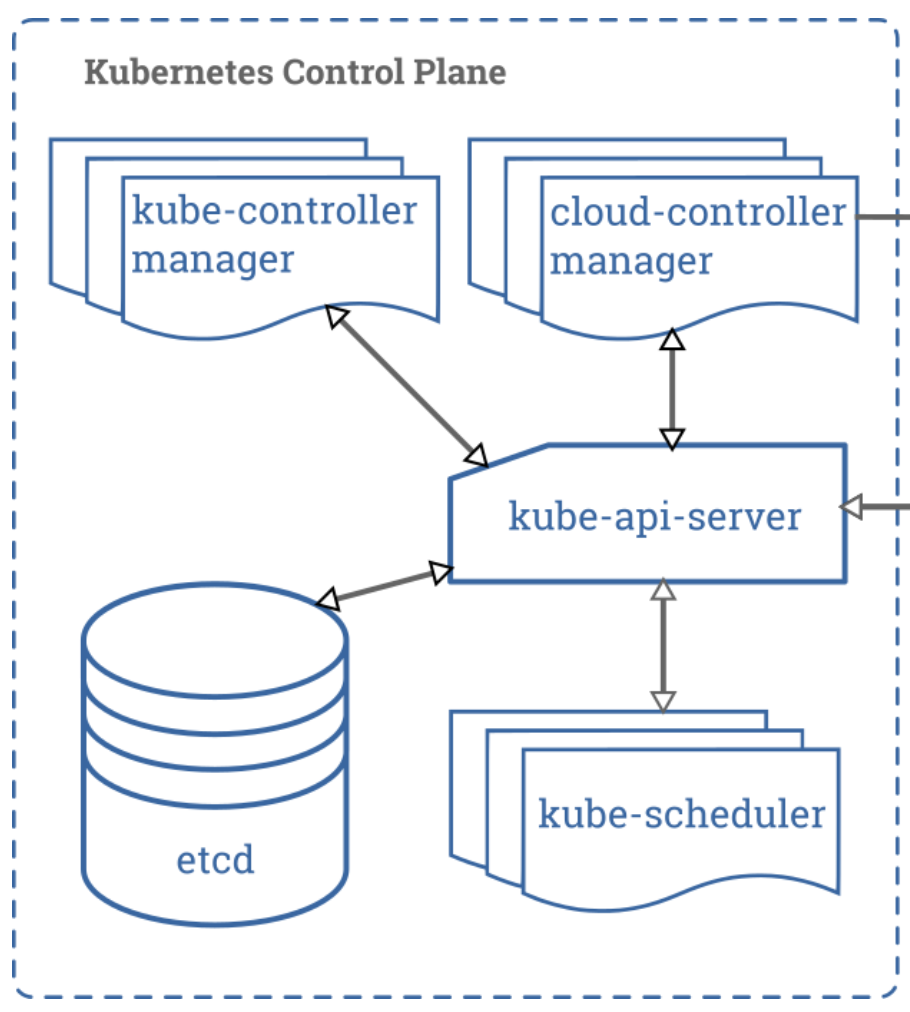 Kubernetes Control Plane
kube-controller
manager
cloud-controller
manager
kube-api-server
etcd
kube-scheduler